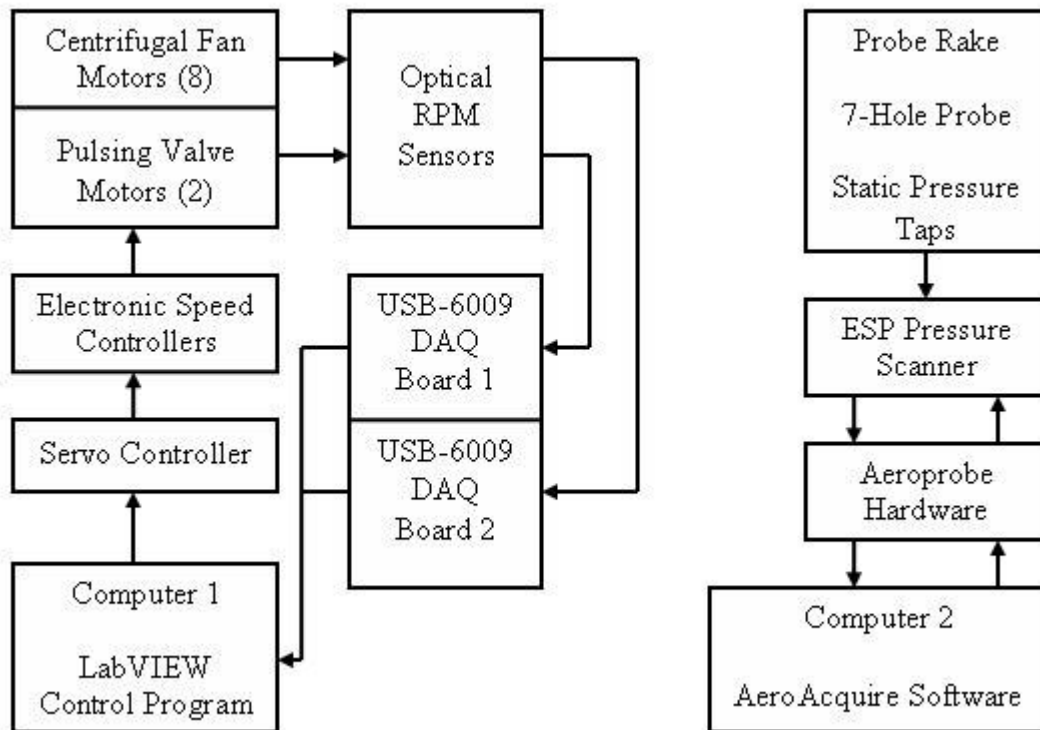 Centrifugal Fan
Motors (8)
Pulsing Valve
Motors (2)
Optical
RPM
Sensors
Electronic Speed
Controllers
USB-6009
DAQ
Board 1
Servo Controller
USB-6009
DAQ
Board 2
Computer 1
LabVIEW
Control Program
Probe Rake
7-Hole Probe
Static Pressure
Taps
ESP Pressure
Scanner
Aeroprobe
Hardware
Computer 2
AeroAcquire Software